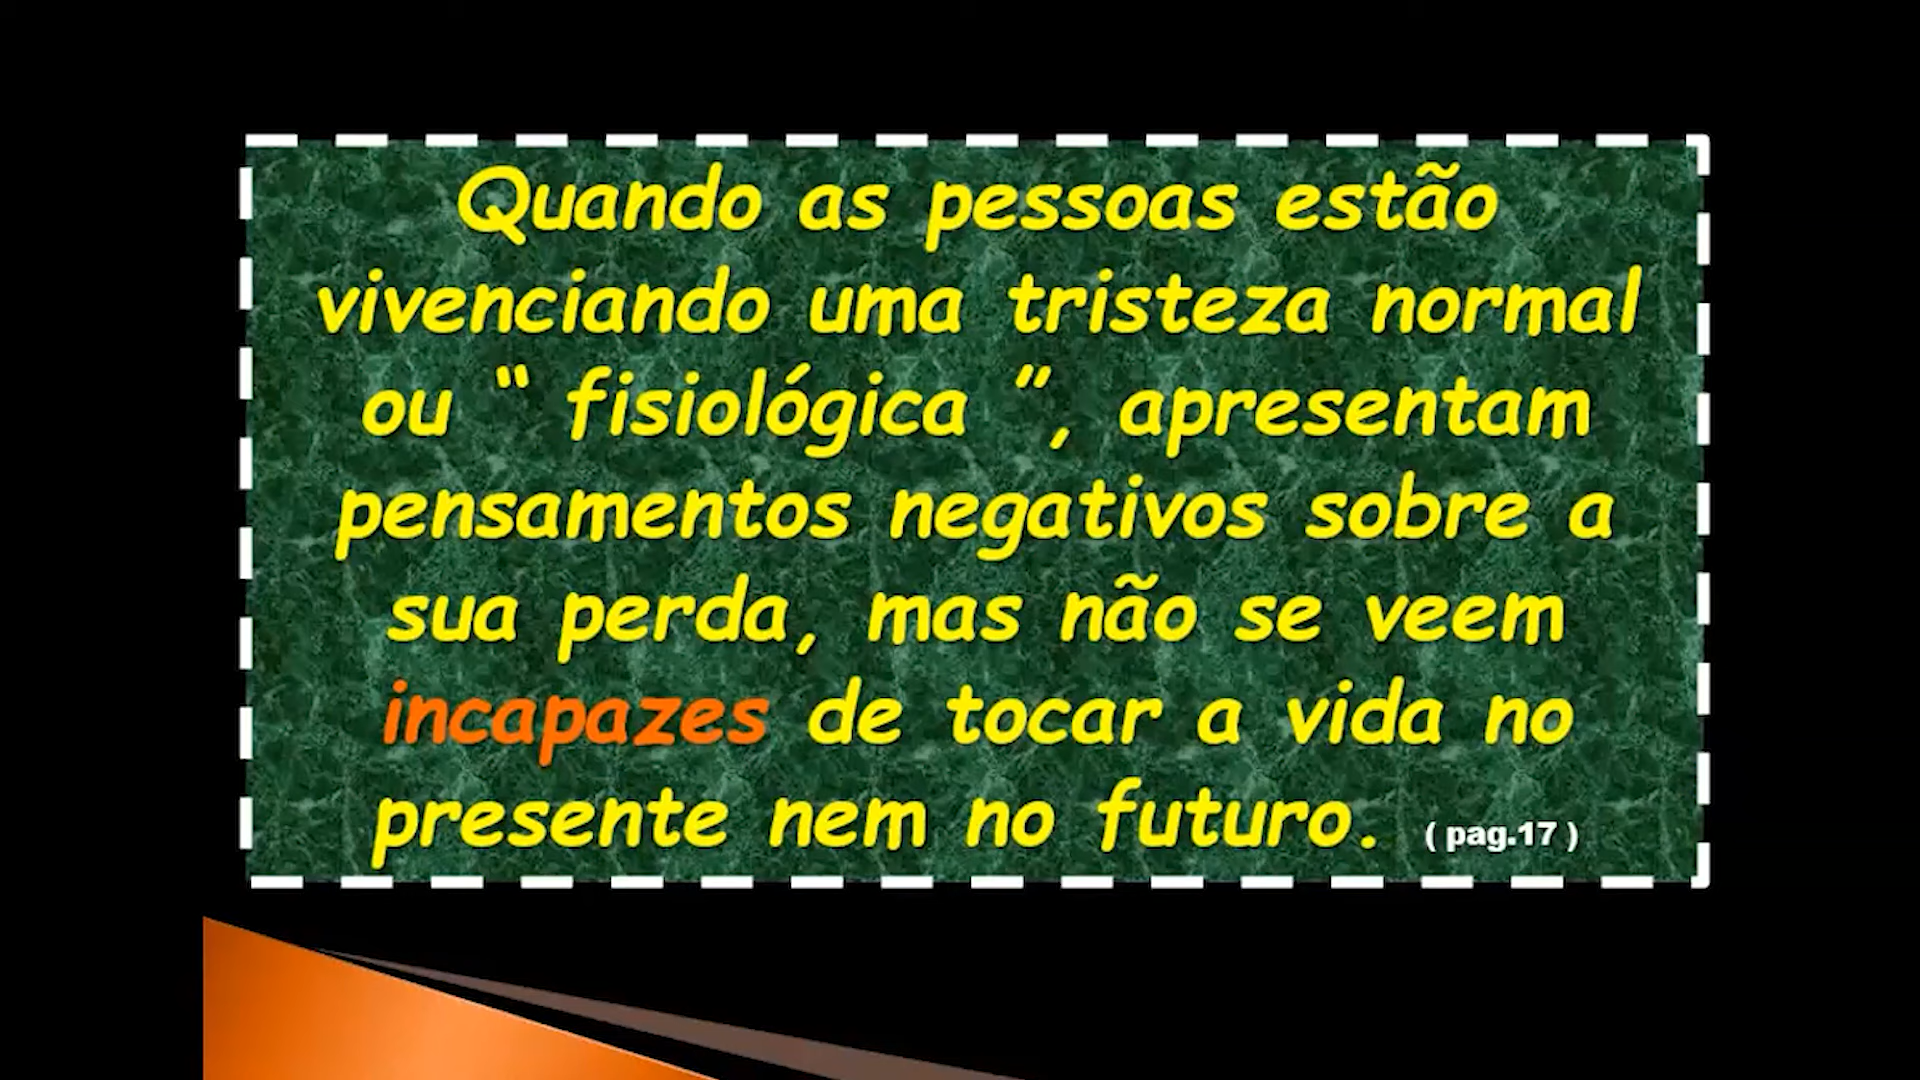 Quando as pessoas estão
vivenciando uma tristeza normal
ou “ fisiológica ”, apresentam
pensamentos negativos sobre a
sua perda, mas não se veem
incapazes de tocar a vida no
presente nem no futuro. ( pag.17 )